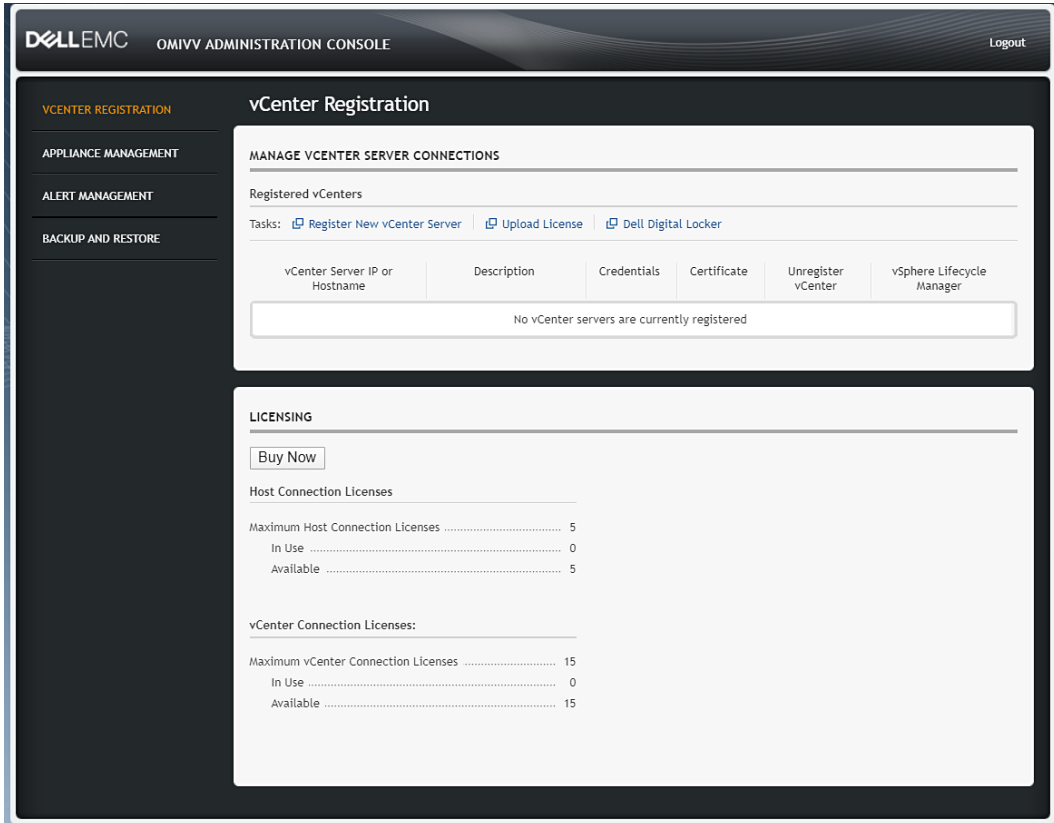 DELLEMC OMIVV ADMINISTRATION CONSOLE Logout
VCENTER REGISTRATION
APPLIANCE MANAGEMENT
ALERT MANAGEMENT
BACKUP AND RESTORE
vCenter Registration
MANAGE VCENTER SERVER CONNECTIONS
Registered vCenters
Tasks: Register New vCenter Server Upload License Dell Digital Locker
vCenter Server IP or Hostname Description Credentials Certificate Unregister vCenter vSphere Lifecycle Manager
No vCenter servers are currently registered
LICENSING
Buy Now
Host Connection Licenses
Maximum Host Connection Licenses 5
In Use 0
Available 5
vCenter Connection Licenses:
Maximum vCenter Connection Licenses 15
In Use 0
Available 15